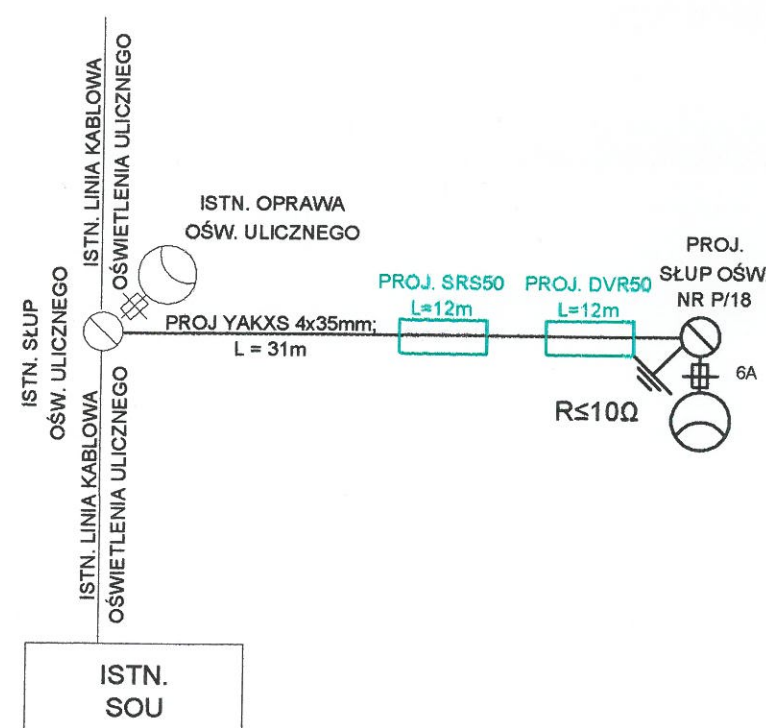 ISTN. LINIA KABLOWA
OŚWIETLENIA ULICZNEGO
ISTN. OPRAWA
OŚW. ULICZNEGO
ISTN. SŁUP
OŚW. ULICZNEGO
PROJ YAKXS 4x35mm;
L = 31m
PROJ. SRS50
L=12m
PROJ. DVR50
L=12m
PROJ.
SŁUP OŚW
NR P/18
6A
R≤10Ω
ISTN. LINIA KABLOWA
OŚWIETLENIA ULICZNEGO
ISTN.
SOU